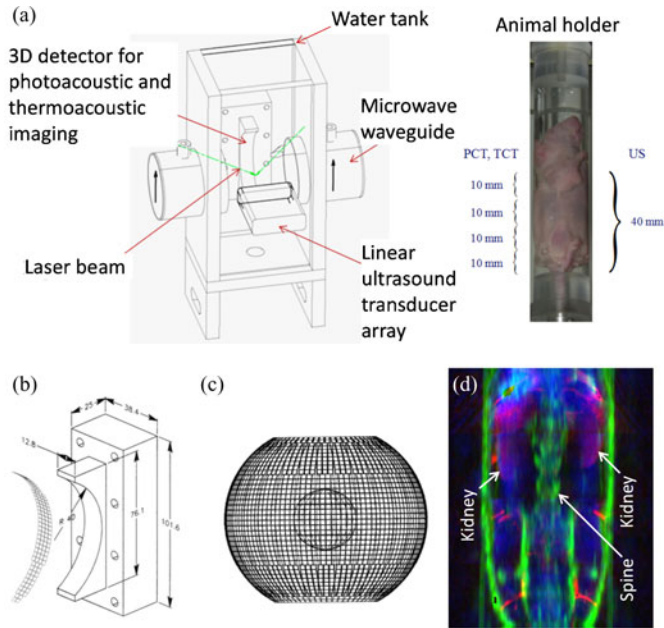 (a)
Water tank
3D detector for
photoacoustic and
thermoacoustic
imaging
Microwave
waveguide
Laser beam
Linear
ultrasound
transducer
array
Animal holder
PCT, TCT
US
10 mm
10 mm
10 mm
10 mm
40 mm
(b)
25
38.4
12.8
R
76.1
101.6
(c)
(d)
Kidney
Kidney
Spine